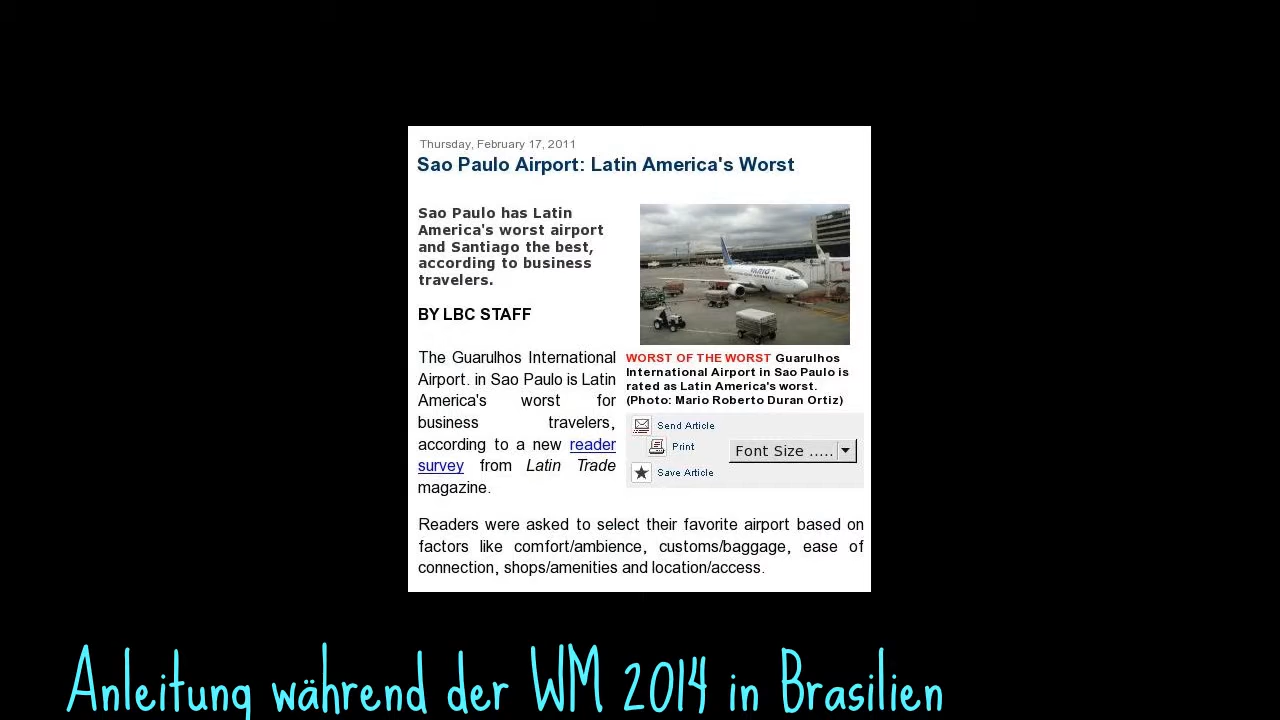 Thursday, February 17, 2011
Sao Paulo Airport: Latin America's Worst
Sao Paulo has Latin
America's worst airport
and Santiago the best,
according to business
travelers.
BY LBC STAFF
The Guarulhos International
Airport. in Sao Paulo is Latin
America's worst for
business travelers,
according to a new reader
survey from Latin Trade
magazine.
VARIG
WORST OF THE WORST Guarulhos
International Airport in Sao Paulo is
rated as Latin America's worst.
(Photo: Mario Roberto Duran Ortiz)
Send Article
Print
Save Article
Font Size .....
Readers were asked to select their favorite airport based on
factors like comfort/ambience, customs/baggage, ease of
connection, shops/amenities and location/access.
Anleitung während der WM 2014 in Brasilien